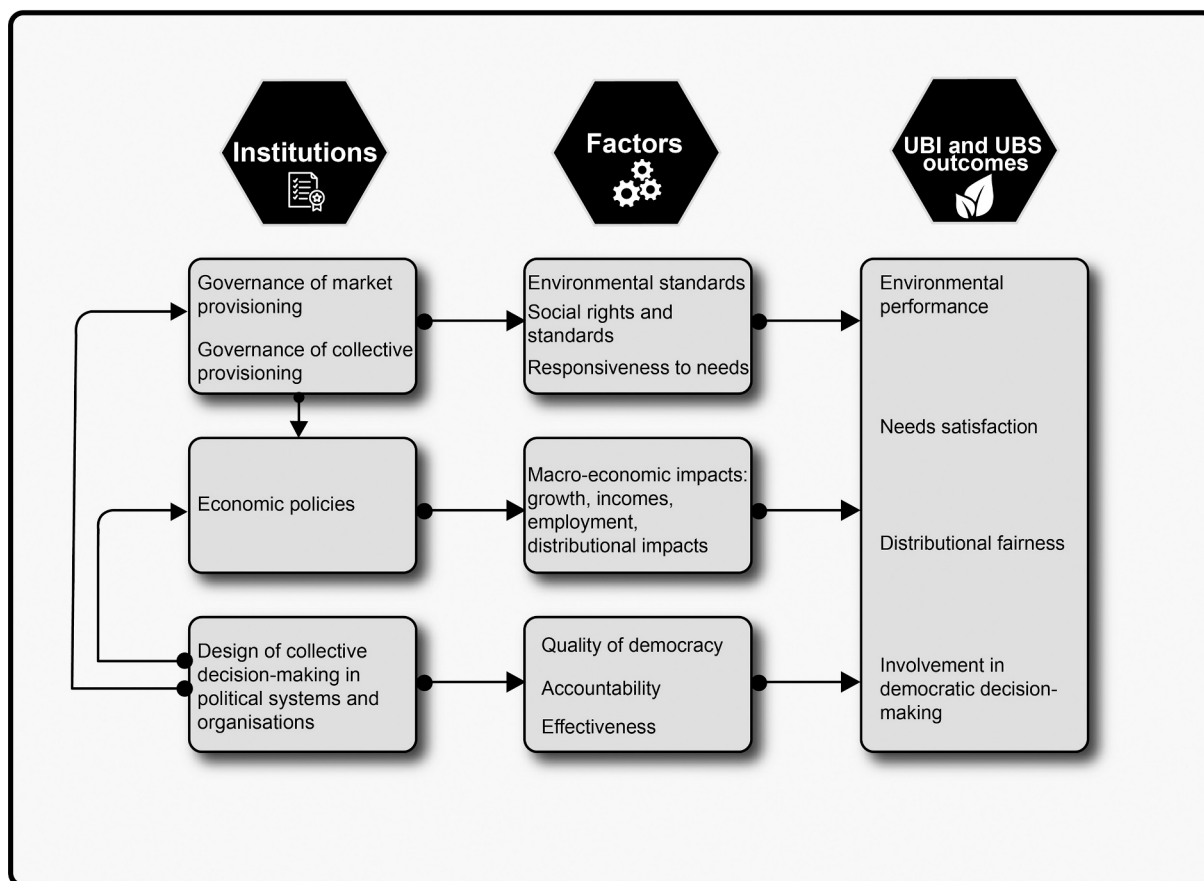 Institutions
Factors
UBI and UBS
outcomes
Governance of market
provisioning
Governance of collective
provisioning
Environmental standards
Social rights and
standards
Responsiveness to needs
Environmental
performance
Needs satisfaction
Distributional fairness
Involvement in
democratic decision-
making
Economic policies
Macro-economic impacts:
growth, incomes,
employment,
distributional impacts
Design of collective
decision-making in
political systems and
organisations
Quality of democracy
Accountability
Effectiveness